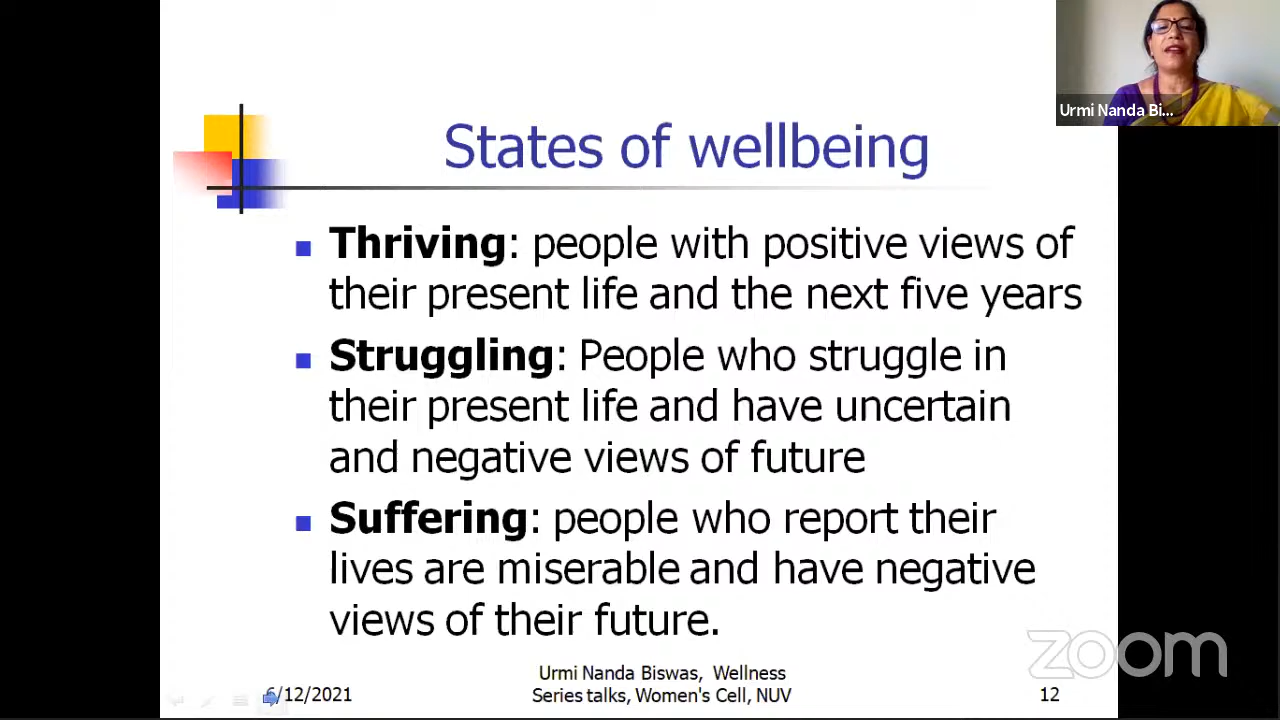 Urmi Nanda Bi...
States of wellbeing
Thriving: people with positive views of
their present life and the next five years
Struggling: People who struggle in
their present life and have uncertain
and negative views of future
Suffering: people who report their
lives are miserable and have negative
views of their future.
6/12/2021
Urmi Nanda Biswas, Wellness
Series talks, Women's Cell, NUV
12
zoom